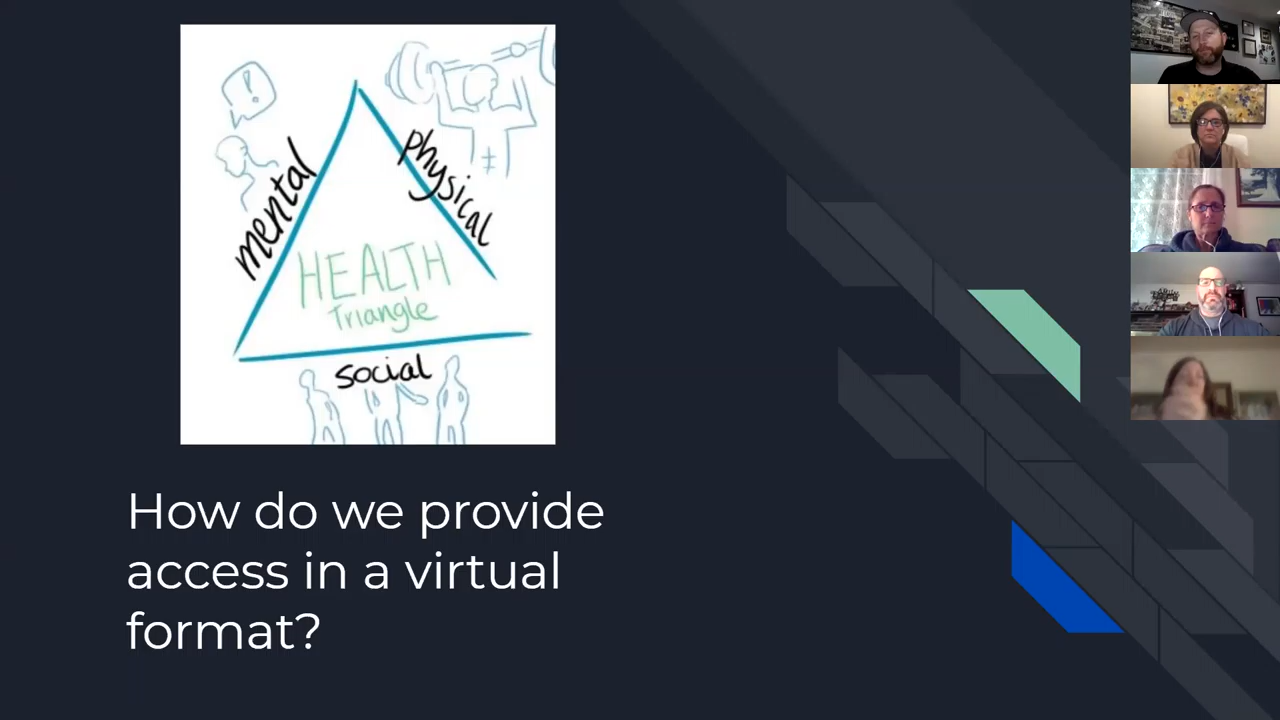 mental
physical
HEALTH
Triangle
social
How do we provide
access in a virtual
format?